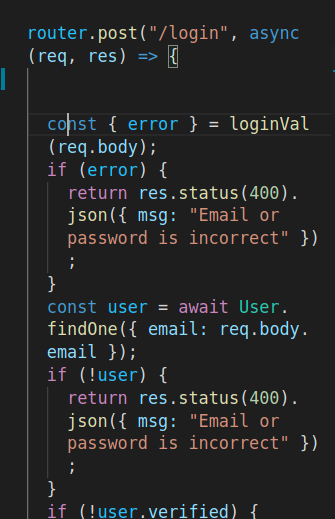 router.post("/login", async
(req, res) => {
const { error } = loginVal
(req.body);
if (error) {
return res.status(400).
json({ msg: "Email or
password is incorrect" })
;
}
const user = await User.
findOne({ email: req.body.
email });
if (!user) {
return res.status(400).
json({ msg: "Email or
password is incorrect" })
;
}
if (!user.verified) {